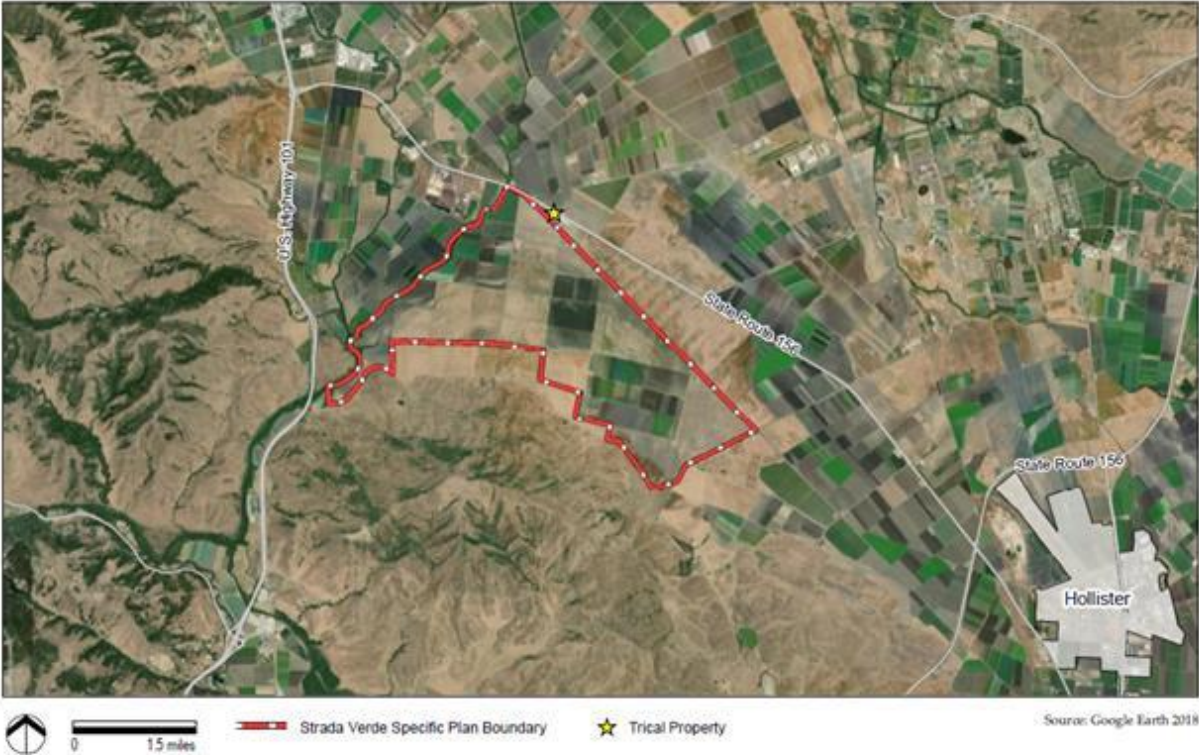 U.S. Highway 101
State Route 156
State Route 156
Hollister
0 1.5 miles
Strada Verde Specific Plan Boundary
Trical Property
Source: Google Earth 2018